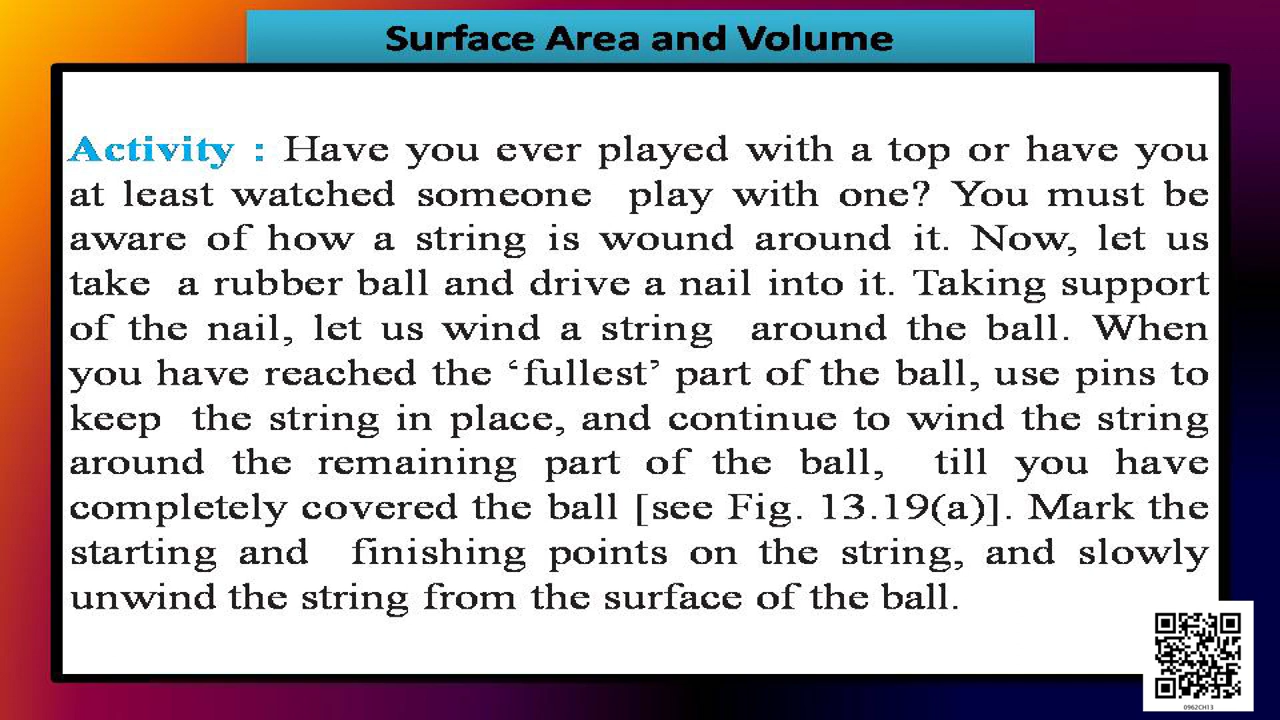 Surface Area and Volume
Activity : Have you ever played with a top or have you
at least watched someone play with one? You must be
aware of how a string is wound around it. Now, let us
take a rubber ball and drive a nail into it. Taking support
of the nail, let us wind a string around the ball. When
you have reached the ‘fullest’ part of the ball, use pins to
keep the string in place, and continue to wind the string
around the remaining part of the ball, till you have
completely covered the ball [see Fig. 13.19(a)]. Mark the
starting and finishing points on the string, and slowly
unwind the string from the surface of the ball.
0962CH13